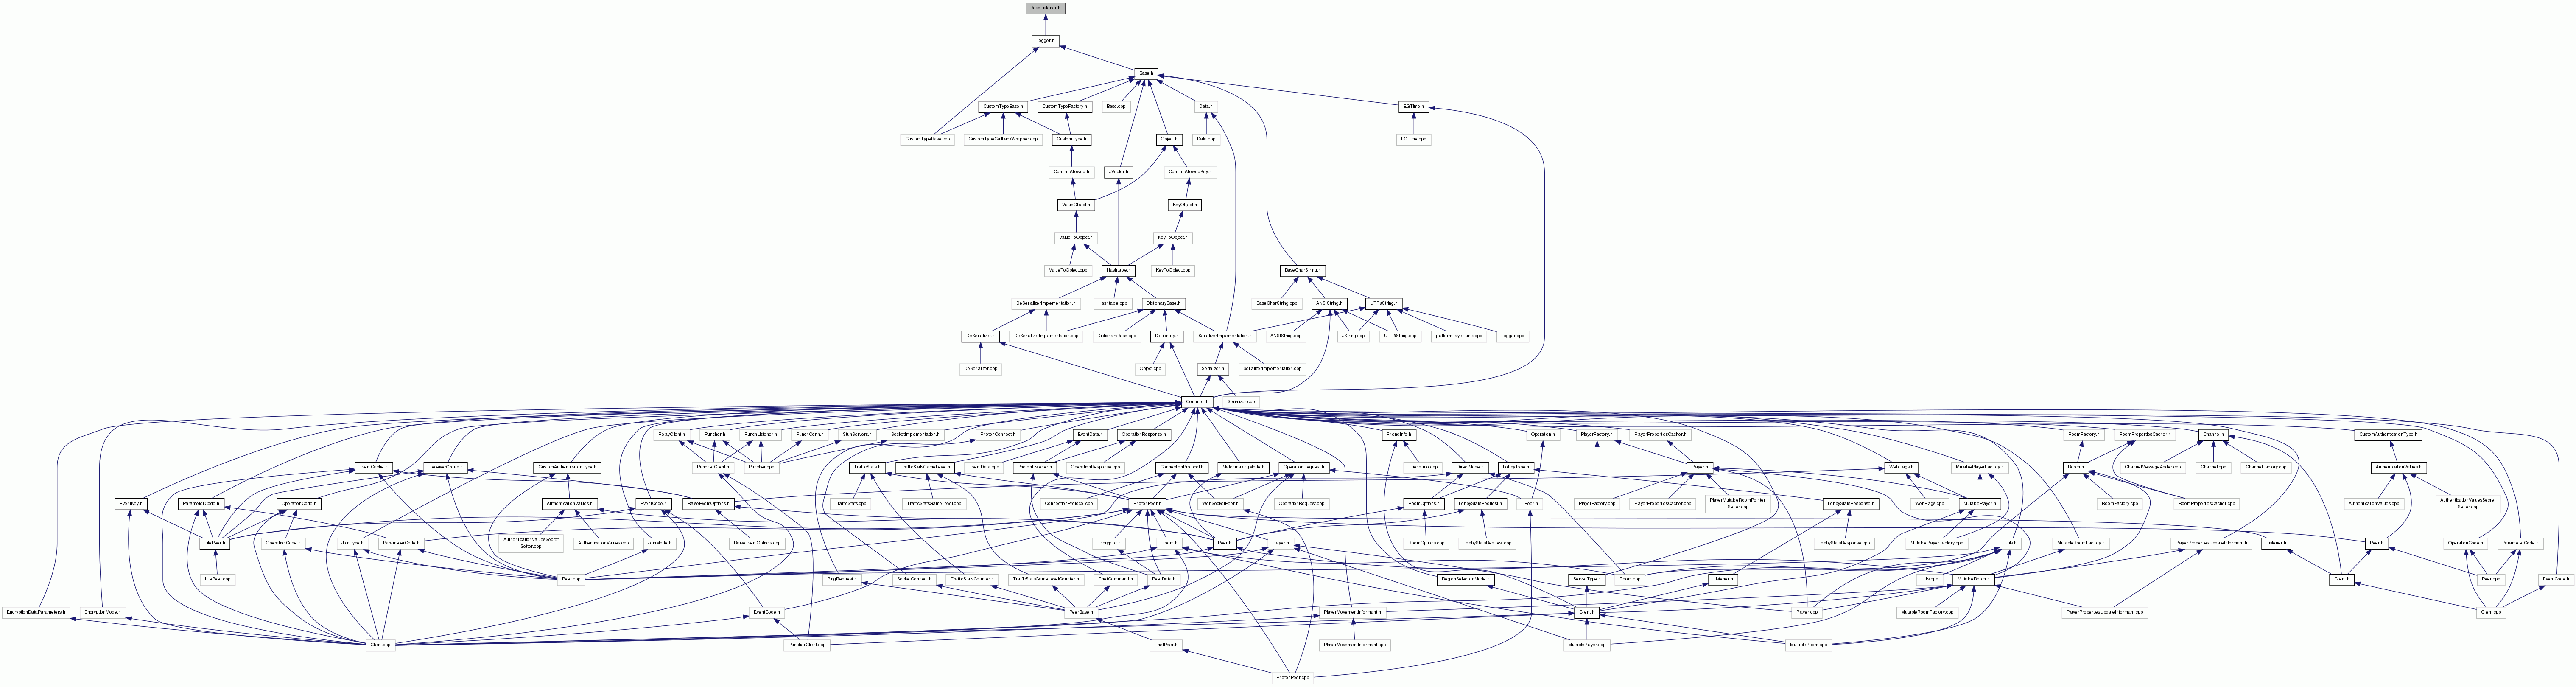 BaseListener.h
Logger.h
Base.h
CustomTypeBase.h
CustomTypeFactory.h
Base.cpp
Data.h
EGTime.h
CustomTypeBase.cpp
CustomTypeCallbackWrapper.cpp
CustomType.h
Object.h
Data.cpp
EGTime.cpp
ConfirmAllowed.h
JVector.h
ConfirmAllowedKey.h
ValueObject.h
KeyObject.h
ValueToObject.h
KeyToObject.h
ValueToObject.cpp
Hashtable.h
KeyToObject.cpp
BaseCharString.h
DeSerializerImplementation.h
Hashtable.cpp
DictionaryBase.h
BaseCharString.cpp
ANSIString.h
UTF8String.h
DeSerializer.h
DeSerializerImplementation.cpp
DictionaryBase.cpp
Dictionary.h
SerializerImplementation.h
ANSIString.cpp
JString.cpp
UTF8String.cpp
platformLayer-unix.cpp
Logger.cpp
DeSerializer.cpp
Object.cpp
Serializer.h
SerializerImplementation.cpp
Common.h
Serializer.cpp
RelayClient.h
Puncher.h
PunchListener.h
PunchConn.h
StunServers.h
SocketImplementation.h
PhotonConnect.h
EventData.h
OperationResponse.h
FriendInfo.h
Operation.h
PlayerFactory.h
PlayerPropertiesCacher.h
RoomFactory.h
RoomPropertiesCacher.h
Channel.h
CustomAuthenticationType.h
EventCache.h
ReceiverGroup.h
CustomAuthenticationType.h
PuncherClient.h
Puncher.cpp
TrafficStats.h
TrafficStatsGameLevel.h
EventData.cpp
PhotonListener.h
OperationResponse.cpp
ConnectionProtocol.h
MatchmakingMode.h
OperationRequest.h
FriendInfo.cpp
DirectMode.h
LobbyType.h
Player.h
WebFlags.h
MutablePlayerFactory.h
Room.h
ChannelMessageAdder.cpp
Channel.cpp
ChannelFactory.cpp
AuthenticationValues.h
EventKey.h
ParameterCode.h
OperationCode.h
AuthenticationValues.h
EventCode.h
RaiseEventOptions.h
TrafficStats.cpp
TrafficStatsGameLevel.cpp
ConnectionProtocol.cpp
PhotonPeer.h
WebSocketPeer.h
OperationRequest.cpp
RoomOptions.h
LobbyStatsRequest.h
TPeer.h
PlayerFactory.cpp
PlayerPropertiesCacher.cpp
PlayerMutableRoomPointer
Setter.cpp
LobbyStatsResponse.h
WebFlags.cpp
MutablePlayer.h
RoomFactory.cpp
RoomPropertiesCacher.cpp
AuthenticationValues.cpp
AuthenticationValuesSecret
Setter.cpp
LitePeer.h
OperationCode.cpp
JoinType.h
ParameterCode.h
AuthenticationValuesSecret
Setter.cpp
AuthenticationValues.cpp
JoinMode.h
RaiseEventOptions.cpp
Encryptor.h
Room.h
Peer.h
Player.h
RoomOptions.cpp
LobbyStatsRequest.cpp
LobbyStatsResponse.cpp
MutablePlayerFactory.cpp
Utils.h
MutableRoomFactory.h
PlayerPropertiesUpdateInformant.h
Listener.h
Peer.h
OperationCode.h
ParameterCode.h
LitePeer.cpp
Peer.cpp
PingRequest.h
SocketConnect.h
TrafficStatsCounter.h
TrafficStatsGameLevelCounter.h
EnetCommand.h
PeerData.h
RegionSelectionMode.h
ServerType.h
Room.cpp
Listener.h
Utils.cpp
MutableRoom.h
Client.h
Peer.cpp
EventCode.h
EncryptionDataParameters.h
EncryptionMode.h
EventCode.h
PeerBase.h
PlayerMovementInformant.h
Client.h
Player.cpp
MutableRoomFactory.cpp
PlayerPropertiesUpdateInformant.cpp
Client.cpp
Client.cpp
PuncherClient.cpp
EnetPeer.h
PlayerMovementInformant.cpp
MutablePlayer.cpp
MutableRoom.cpp
PhotonPeer.cpp